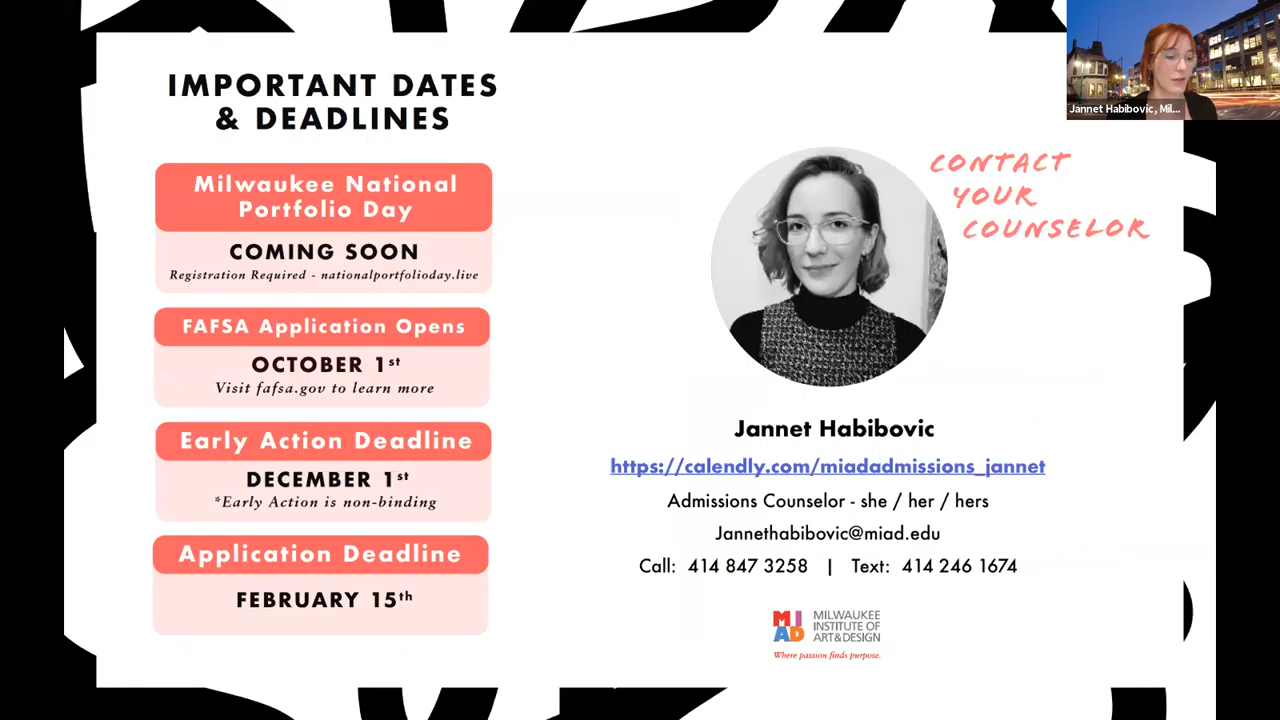 IMPORTANT DATES
& DEADLINES
Milwaukee National
Portfolio Day
COMING SOON
Registration Required - nationalportfolioday.live
FAFSA Application Opens
OCTOBER 1st
Visit fafsa.gov to learn more
Early Action Deadline
DECEMBER 1st
*Early Action is non-binding
Application Deadline
FEBRUARY 15th
Jannet Habibovic, Mil...
CONTACT
YOUR
COUNSELOR
Jannet Habibovic
https://calendly.com/miadadmissions_jannet
Admissions Counselor - she / her / hers
Jannethabibovic@miad.edu
Call: 414 847 3258 | Text: 414 246 1674
MI
AD
MILWAUKEE
INSTITUTE OF
ART&DESIGN
Where passion finds purpose.